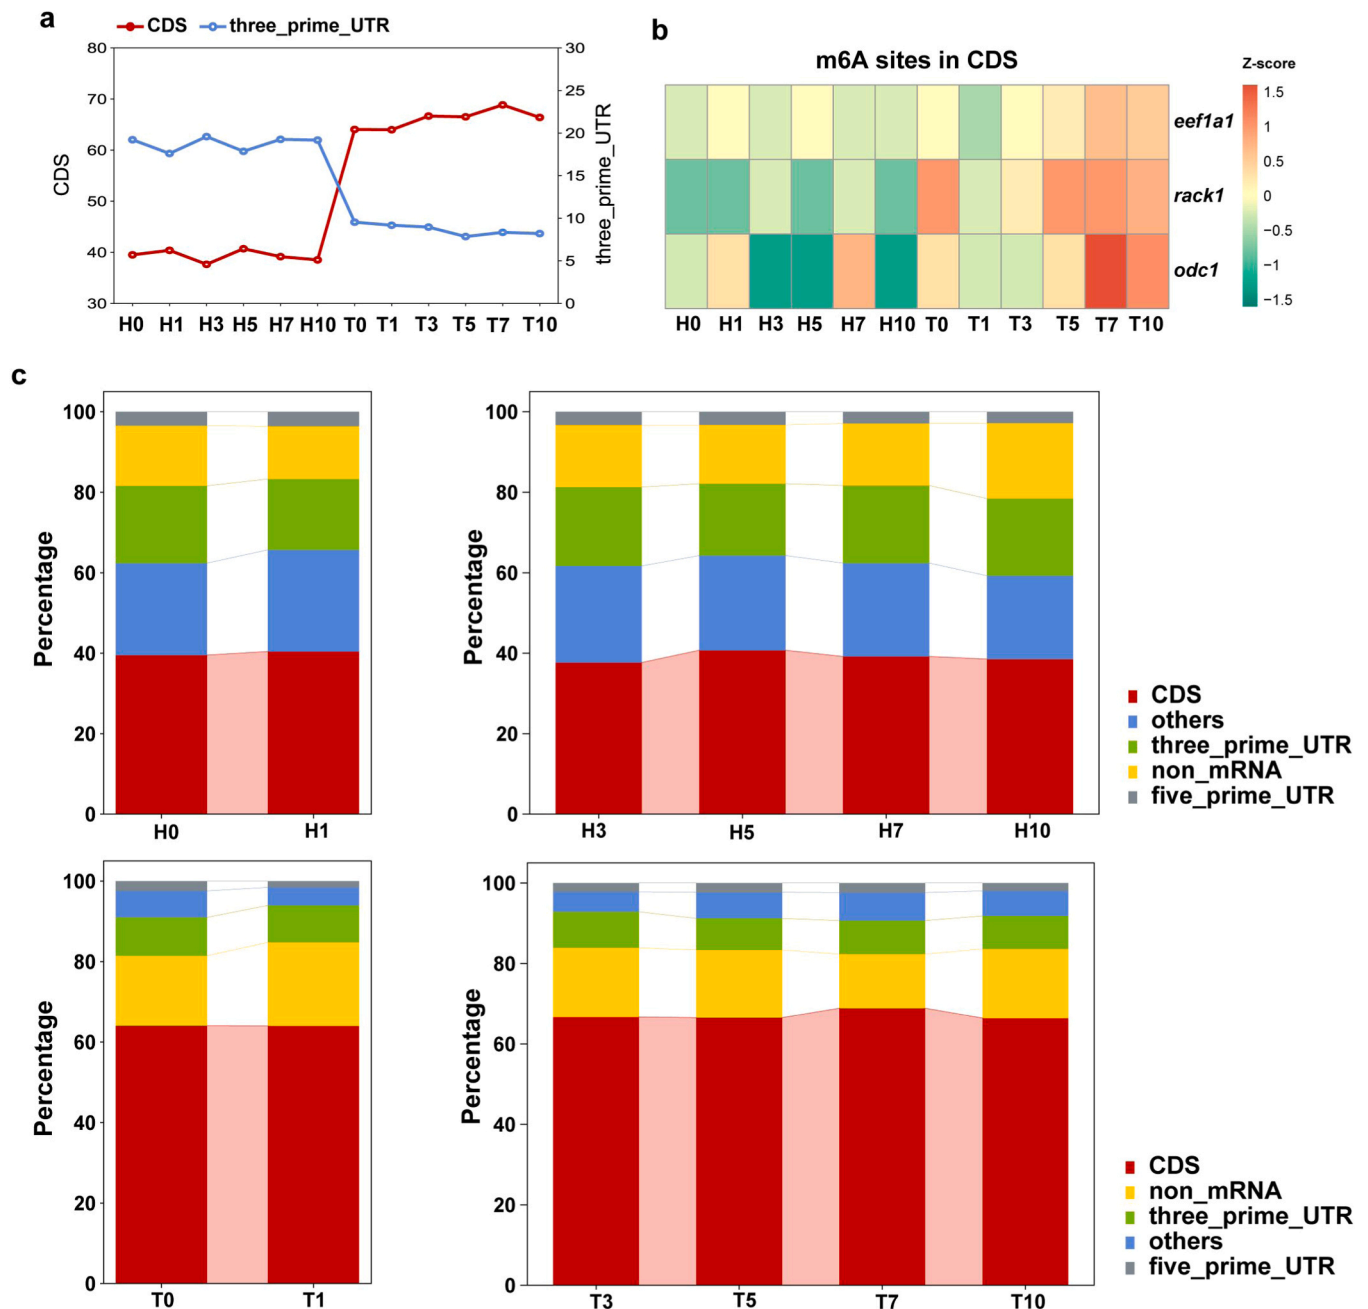 a
CDS three_prime_UTR
80
70
60
50
40
30
CDS
30
25
20
15
10
5
0
three_prime_UTR
H0 H1 H3 H5 H7 H10 T0 T1 T3 T5 T7 T10
b
m6A sites in CDS
Z-score
1.5
1
0.5
0
−0.5
−1
−1.5
eef1a1
rack1
odc1
H0 H1 H3 H5 H7 H10 T0 T1 T3 T5 T7 T10
c
100
80
60
40
20
0
Percentage
H0 H1
100
80
60
40
20
0
Percentage
H3 H5 H7 H10
CDS
others
three_prime_UTR
non_mRNA
five_prime_UTR
100
80
60
40
20
0
Percentage
T0 T1
100
80
60
40
20
0
Percentage
T3 T5 T7 T10
CDS
non_mRNA
three_prime_UTR
others
five_prime_UTR